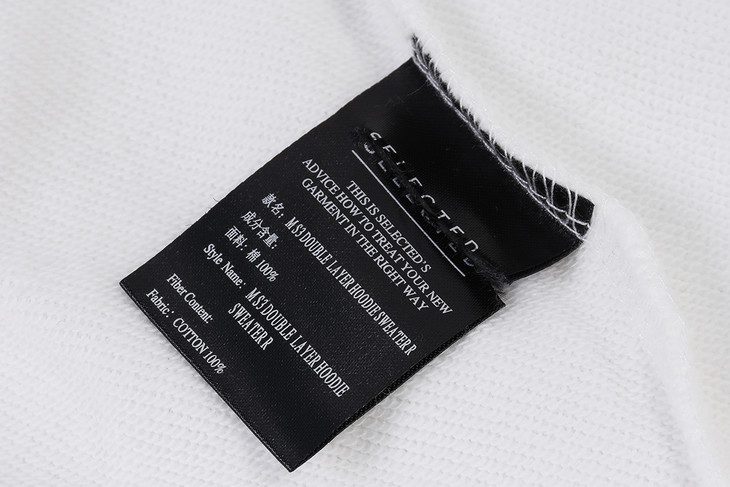 SELECTED
THIS IS SELECTED'S
ADVICE HOW TO TREAT YOUR NEW
GARMENT IN THE RIGHT WAY
款名：M S3 DOUBLE LAYER HOODIE SWEATER R
成分含量：
面料：棉 100%
Style Name：M S3 DOUBLE LAYER HOODIE
SWEATER R
Fiber Content:
Fabric：COTTON 100%